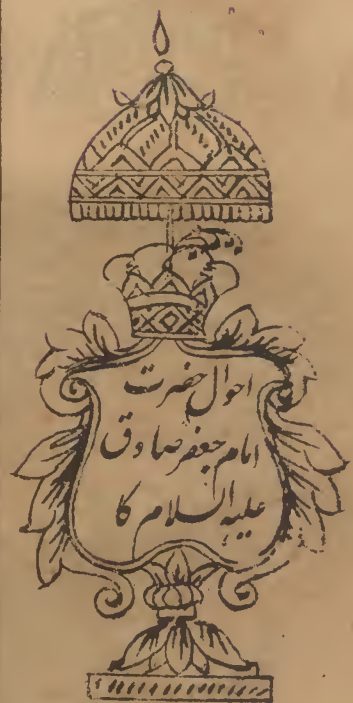 احوال حضرت
امام جعفر صادق
علیہ السلام کا